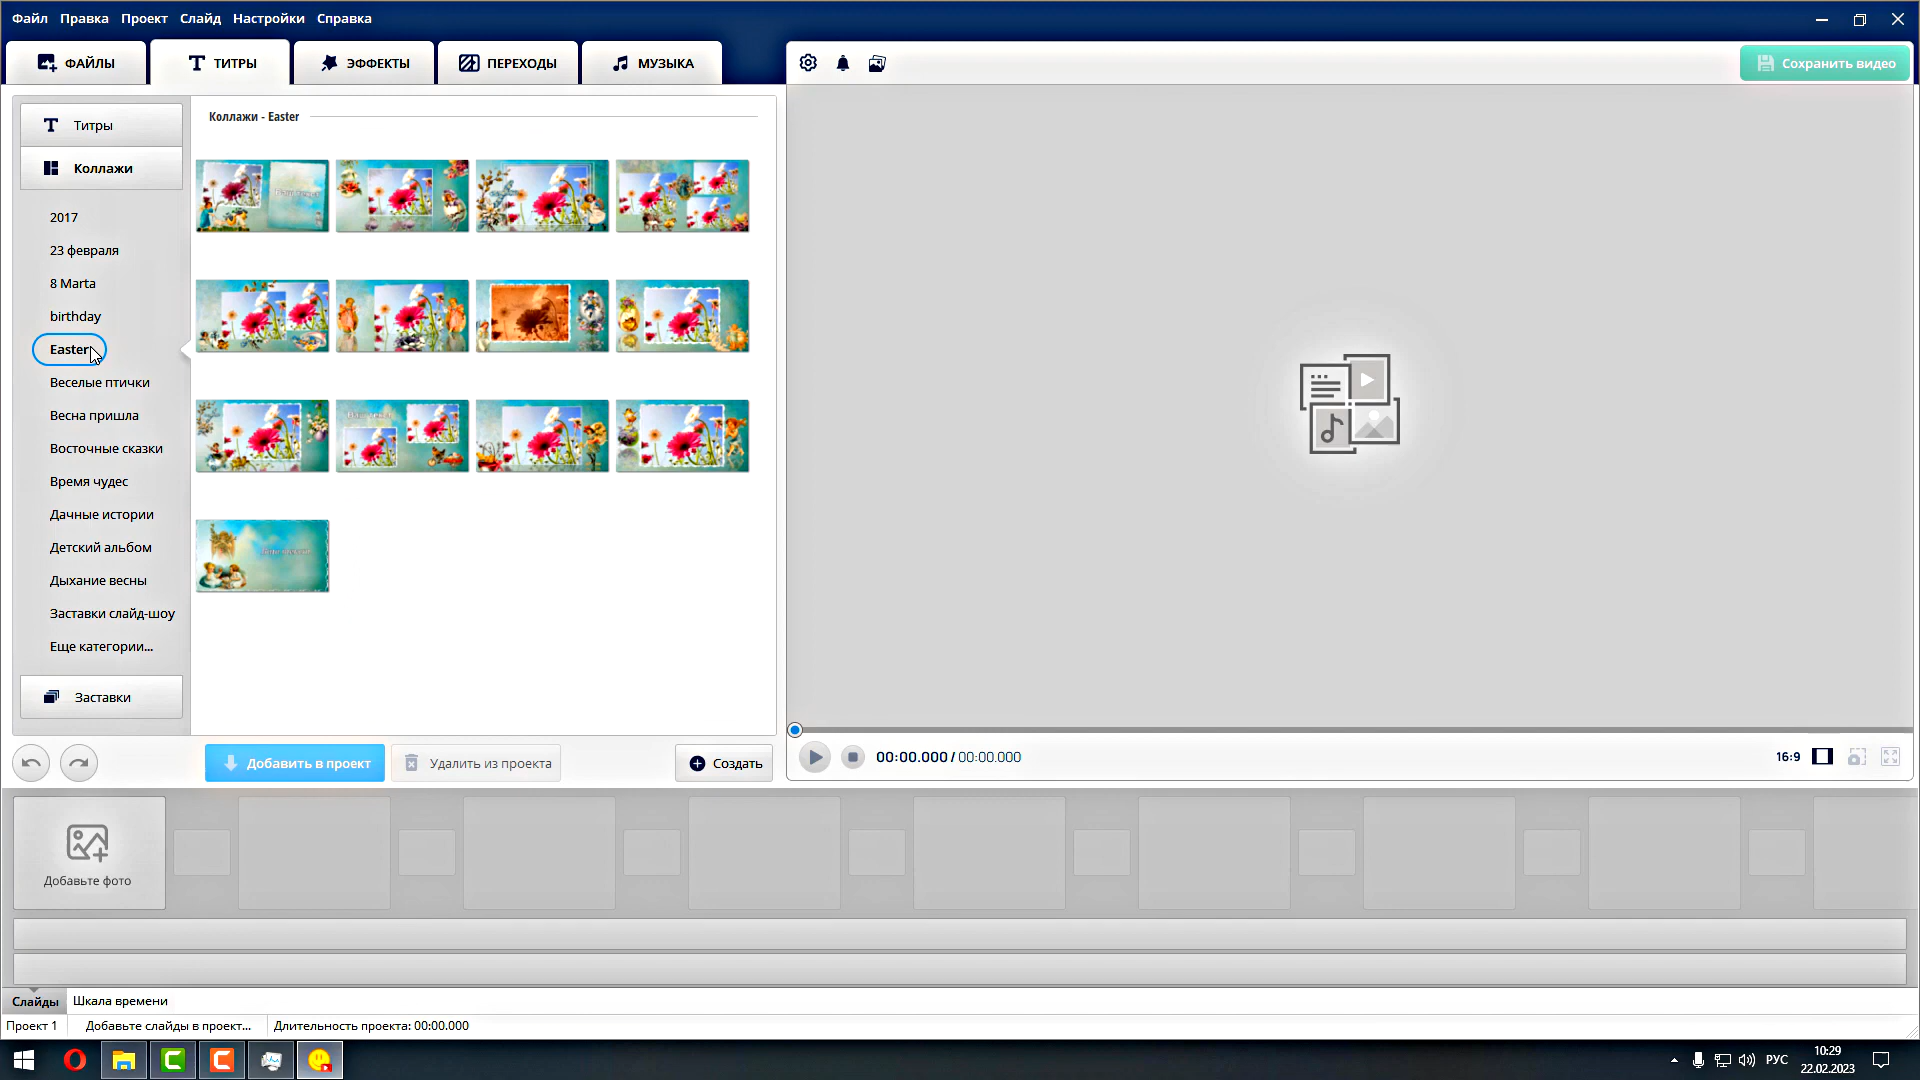 Файл Правка Проект Слайд Настройки Справка
ФАЙЛЫ ТИТРЫ ЭФФЕКТЫ ПЕРЕХОДЫ МУЗЫКА
Сохранить видео
Титры
Коллажи
Коллажи - Easter
2017
23 февраля
8 Marta
birthday
Easter
Веселые птички
Весна пришла
Восточные сказки
Время чудес
Дачные истории
Детский альбом
Дыхание весны
Заставки слайд-шоу
Еще категории...
Заставки
Добавить в проект
Удалить из проекта
Создать
00:00.000 / 00:00.000
16:9
Добавьте фото
Слайды Шкала времени
Проект 1 Добавьте слайды в проект... Длительность проекта: 00:00.000
РУС
10:29
22.02.2023